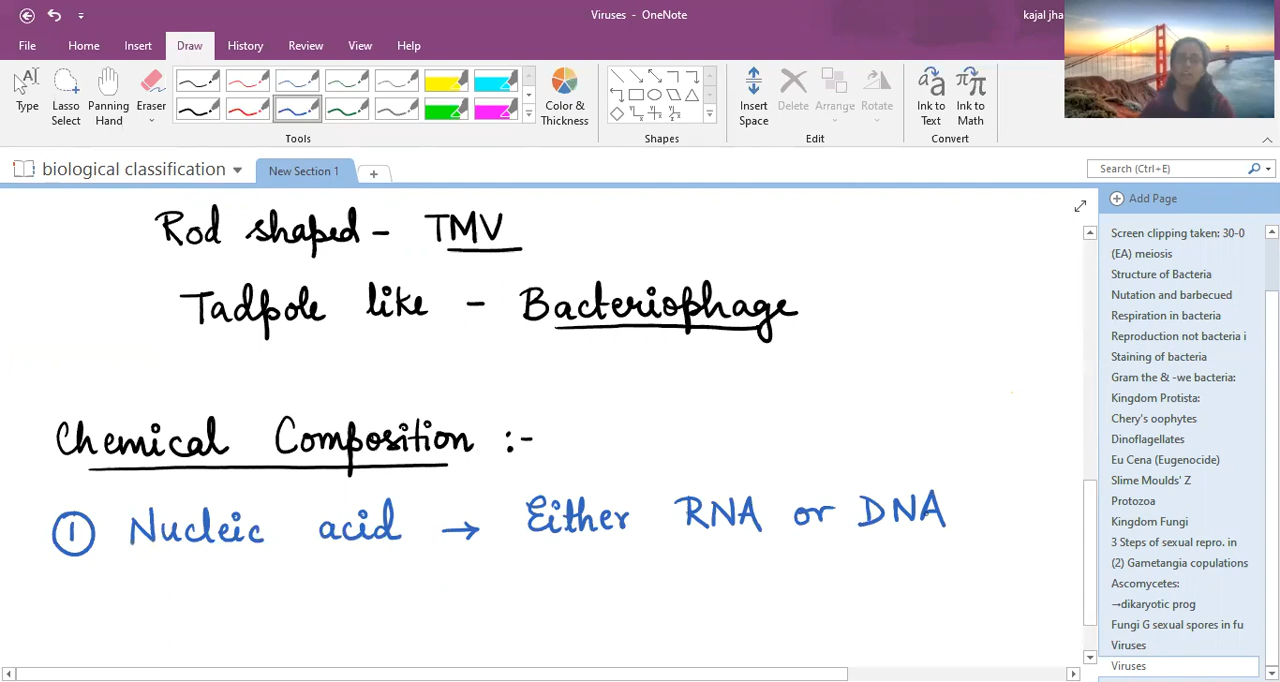 Viruses - OneNote
kajal jha
File Home Insert Draw History Review View Help
Type
Lasso Select
Panning Hand
Eraser
Color & Thickness
Insert Space
Delete
Arrange
Rotate
Ink to Text
Ink to Math
Tools
Shapes
Edit
Convert
biological classification
New Section 1
Search (Ctrl+E)
Rod shaped - TMV
Tadpole like - Bacteriophage
Chemical Composition :-
① Nucleic acid → Either RNA or DNA
Add Page
Screen clipping taken: 30-0
(EA) meiosis
Structure of Bacteria
Nutation and barbecued
Respiration in bacteria
Reproduction not bacteria i
Staining of bacteria
Gram the & -we bacteria:
Kingdom Protista:
Chery's oophytes
Dinoflagellates
Eu Cena (Eugenocide)
Slime Moulds' Z
Protozoa
Kingdom Fungi
3 Steps of sexual repro. in
(2) Gametangia copulations
Ascomycetes:
→dikaryotic prog
Fungi G sexual spores in fu
Viruses
Viruses